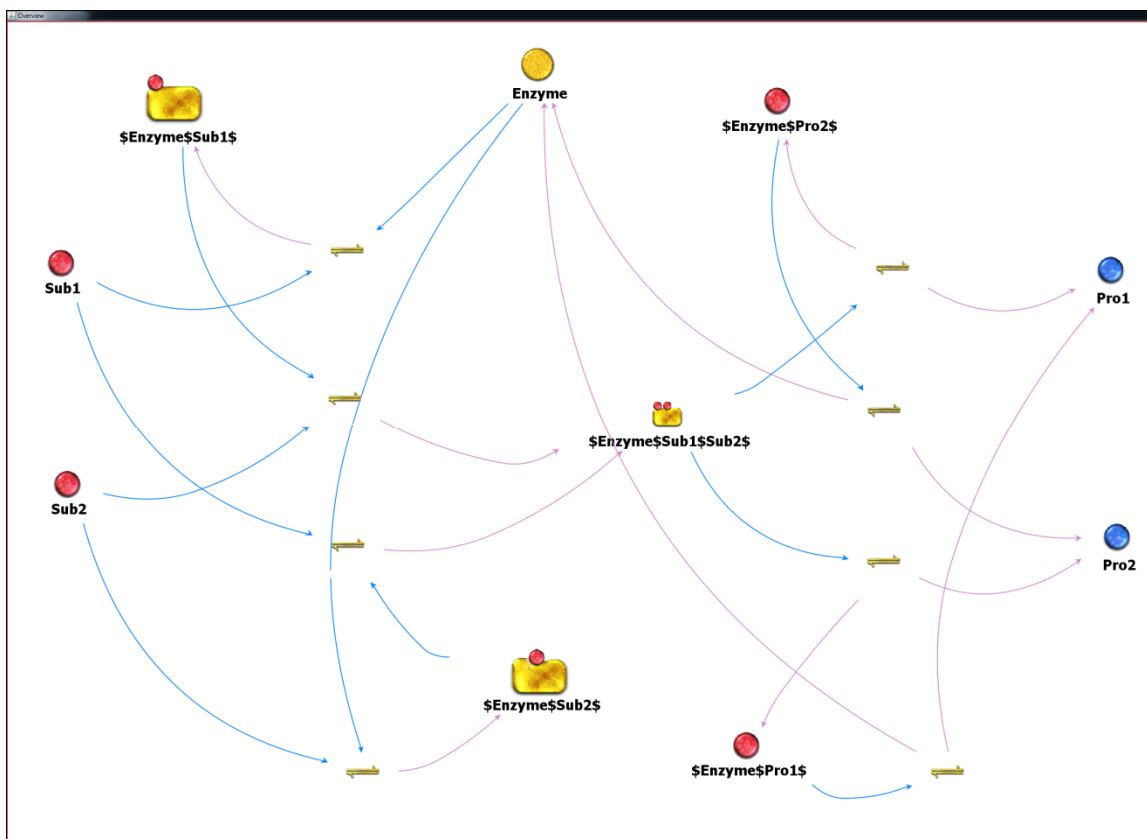 Overview
Enzyme
$Enzyme$Sub1$
$Enzyme$Pro2$
Sub1
Pro1
$Enzyme$Sub1$Sub2$
Sub2
Pro2
$Enzyme$Sub2$
$Enzyme$Pro1$